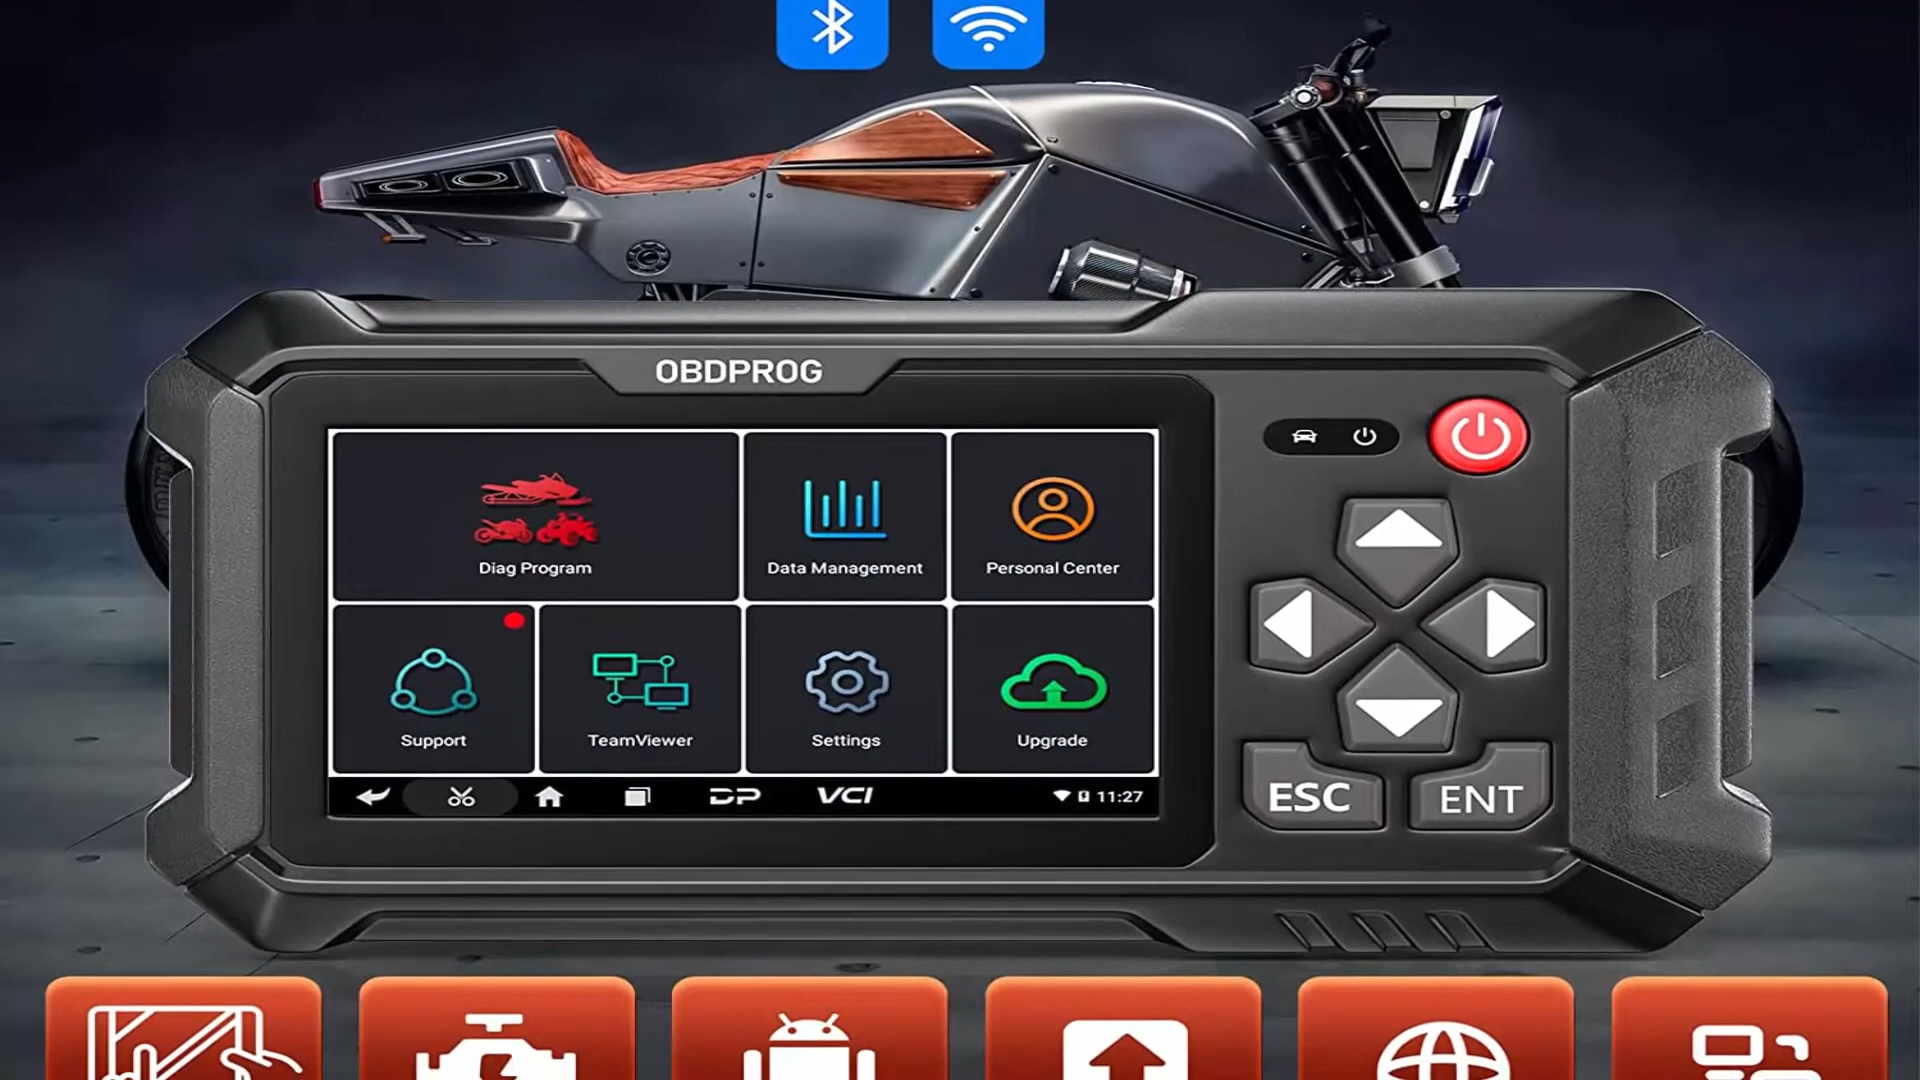 OBDPROG
Diag Program
Data Management
Personal Center
Support
TeamViewer
Settings
Upgrade
DP
VCI
11:27
ESC
ENT